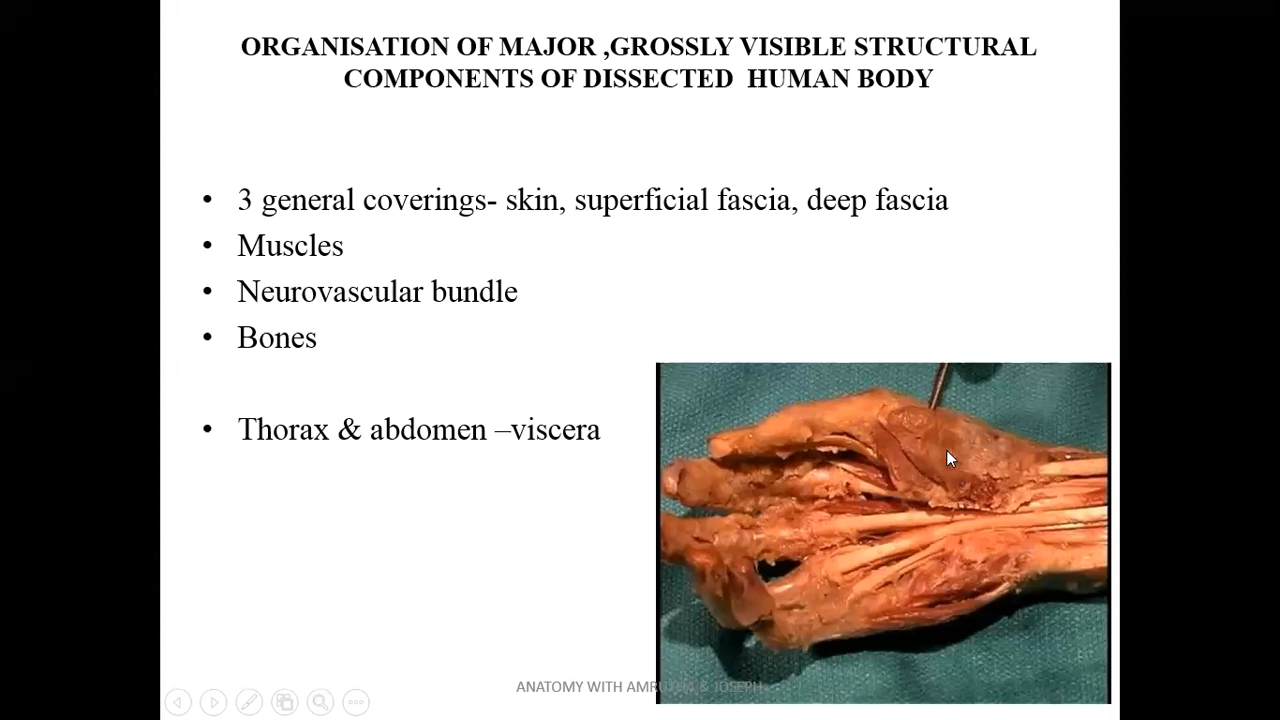 ORGANISATION OF MAJOR ,GROSSLY VISIBLE STRUCTURAL
COMPONENTS OF DISSECTED HUMAN BODY
• 3 general coverings- skin, superficial fascia, deep fascia
• Muscles
• Neurovascular bundle
• Bones
• Thorax & abdomen –viscera
ANATOMY WITH AMRUTHA & JOSEPH